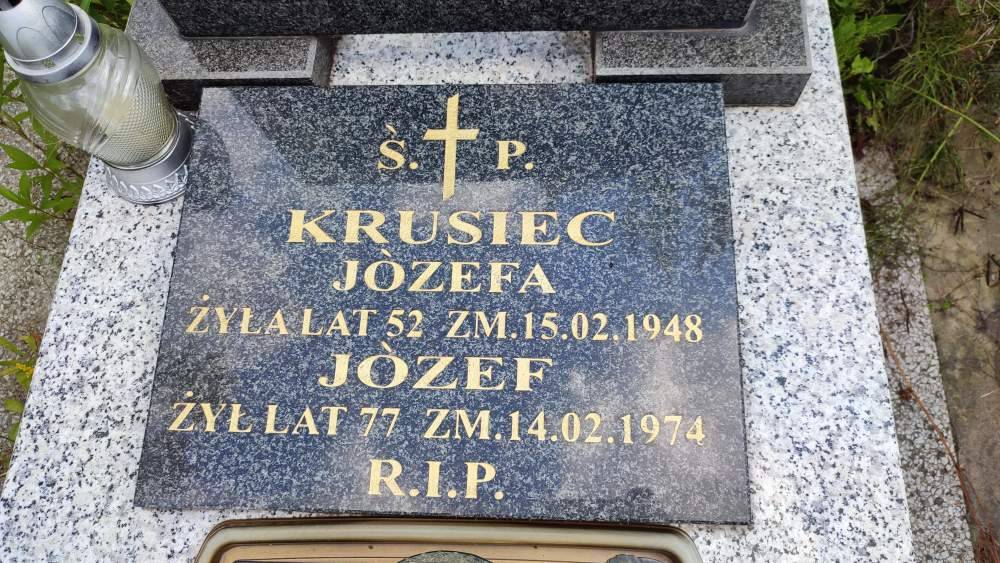 Ś. P.
KRUSIEC
JÒZEFA
ŻYŁA LAT 52 ZM.15.02.1948
JÒZEF
ŻYŁ LAT 77 ZM.14.02.1974
R.I.P.